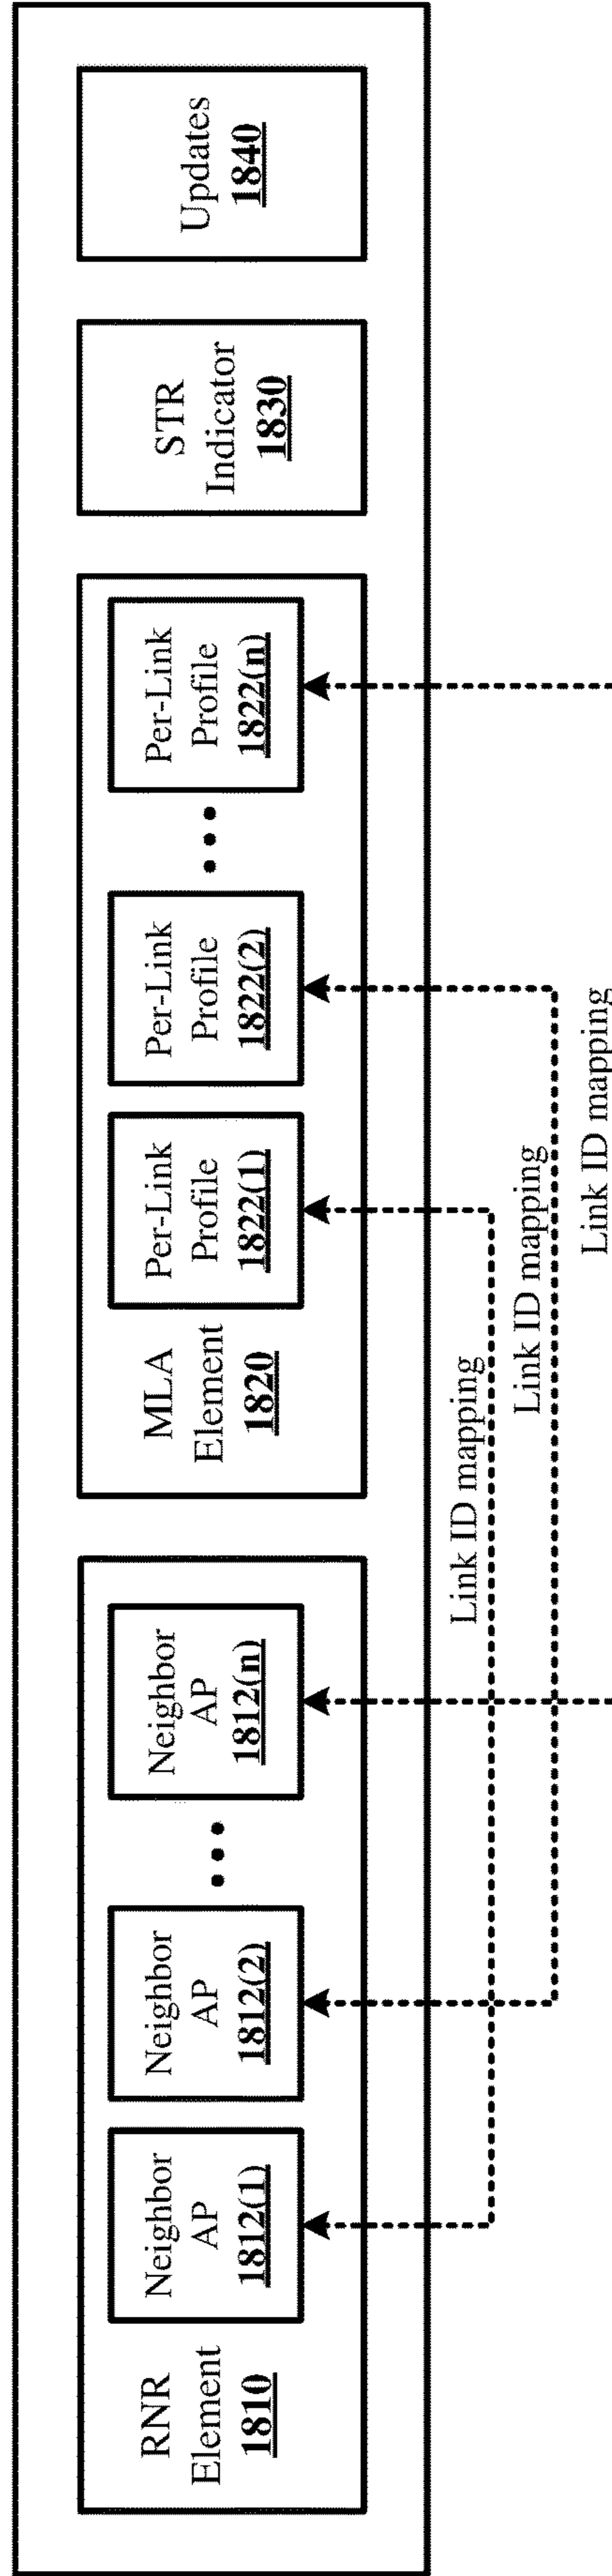 RNR
Element
1810
Neighbor
AP
1812(1)
Neighbor
AP
1812(2)
• • •
Neighbor
AP
1812(n)
MLA
Element
1820
Per-Link
Profile
1822(1)
Per-Link
Profile
1822(2)
• • •
Per-Link
Profile
1822(n)
STR
Indicator
1830
Updates
1840
Link ID mapping
Link ID mapping
Link ID mapping